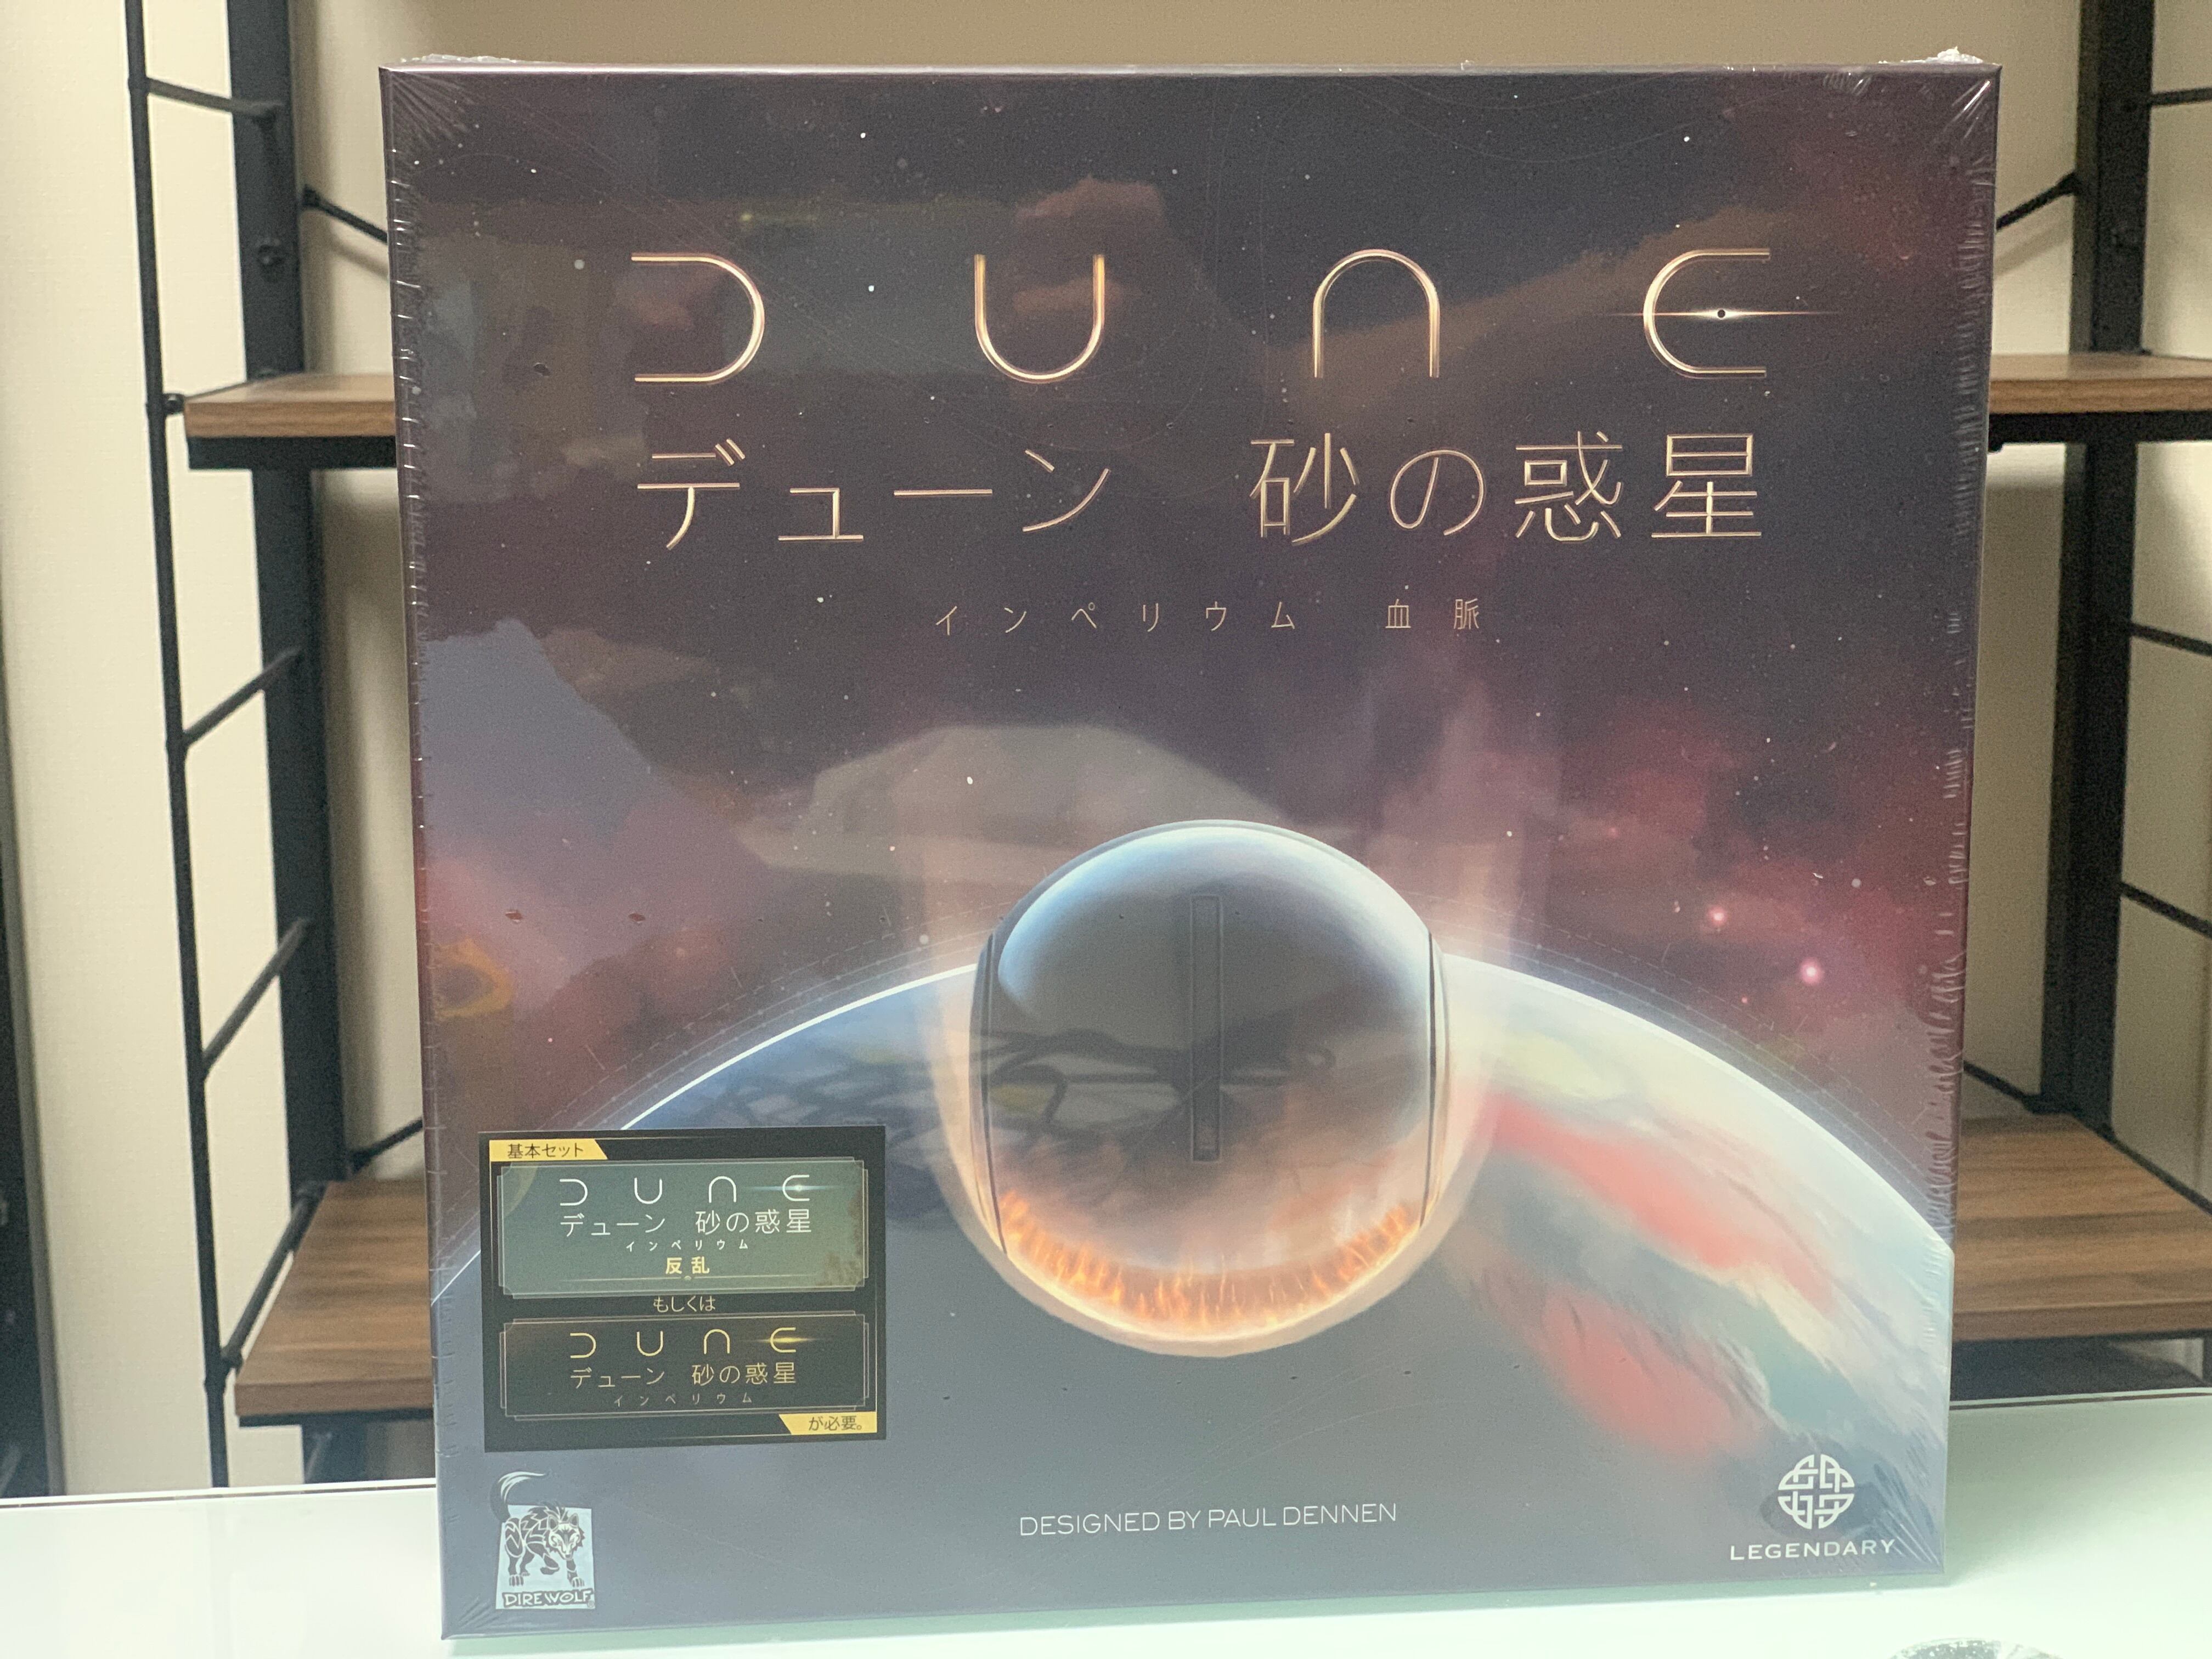 DUNE
デューン 砂の惑星
インペリウム 血脈
基本セット
DUNE
デューン 砂の惑星
インペリウム
反乱
もしくは
DUNE
デューン 砂の惑星
インペリウム
が必要。
DESIGNED BY PAUL DENNEN
DIRE WOLF
LEGENDARY